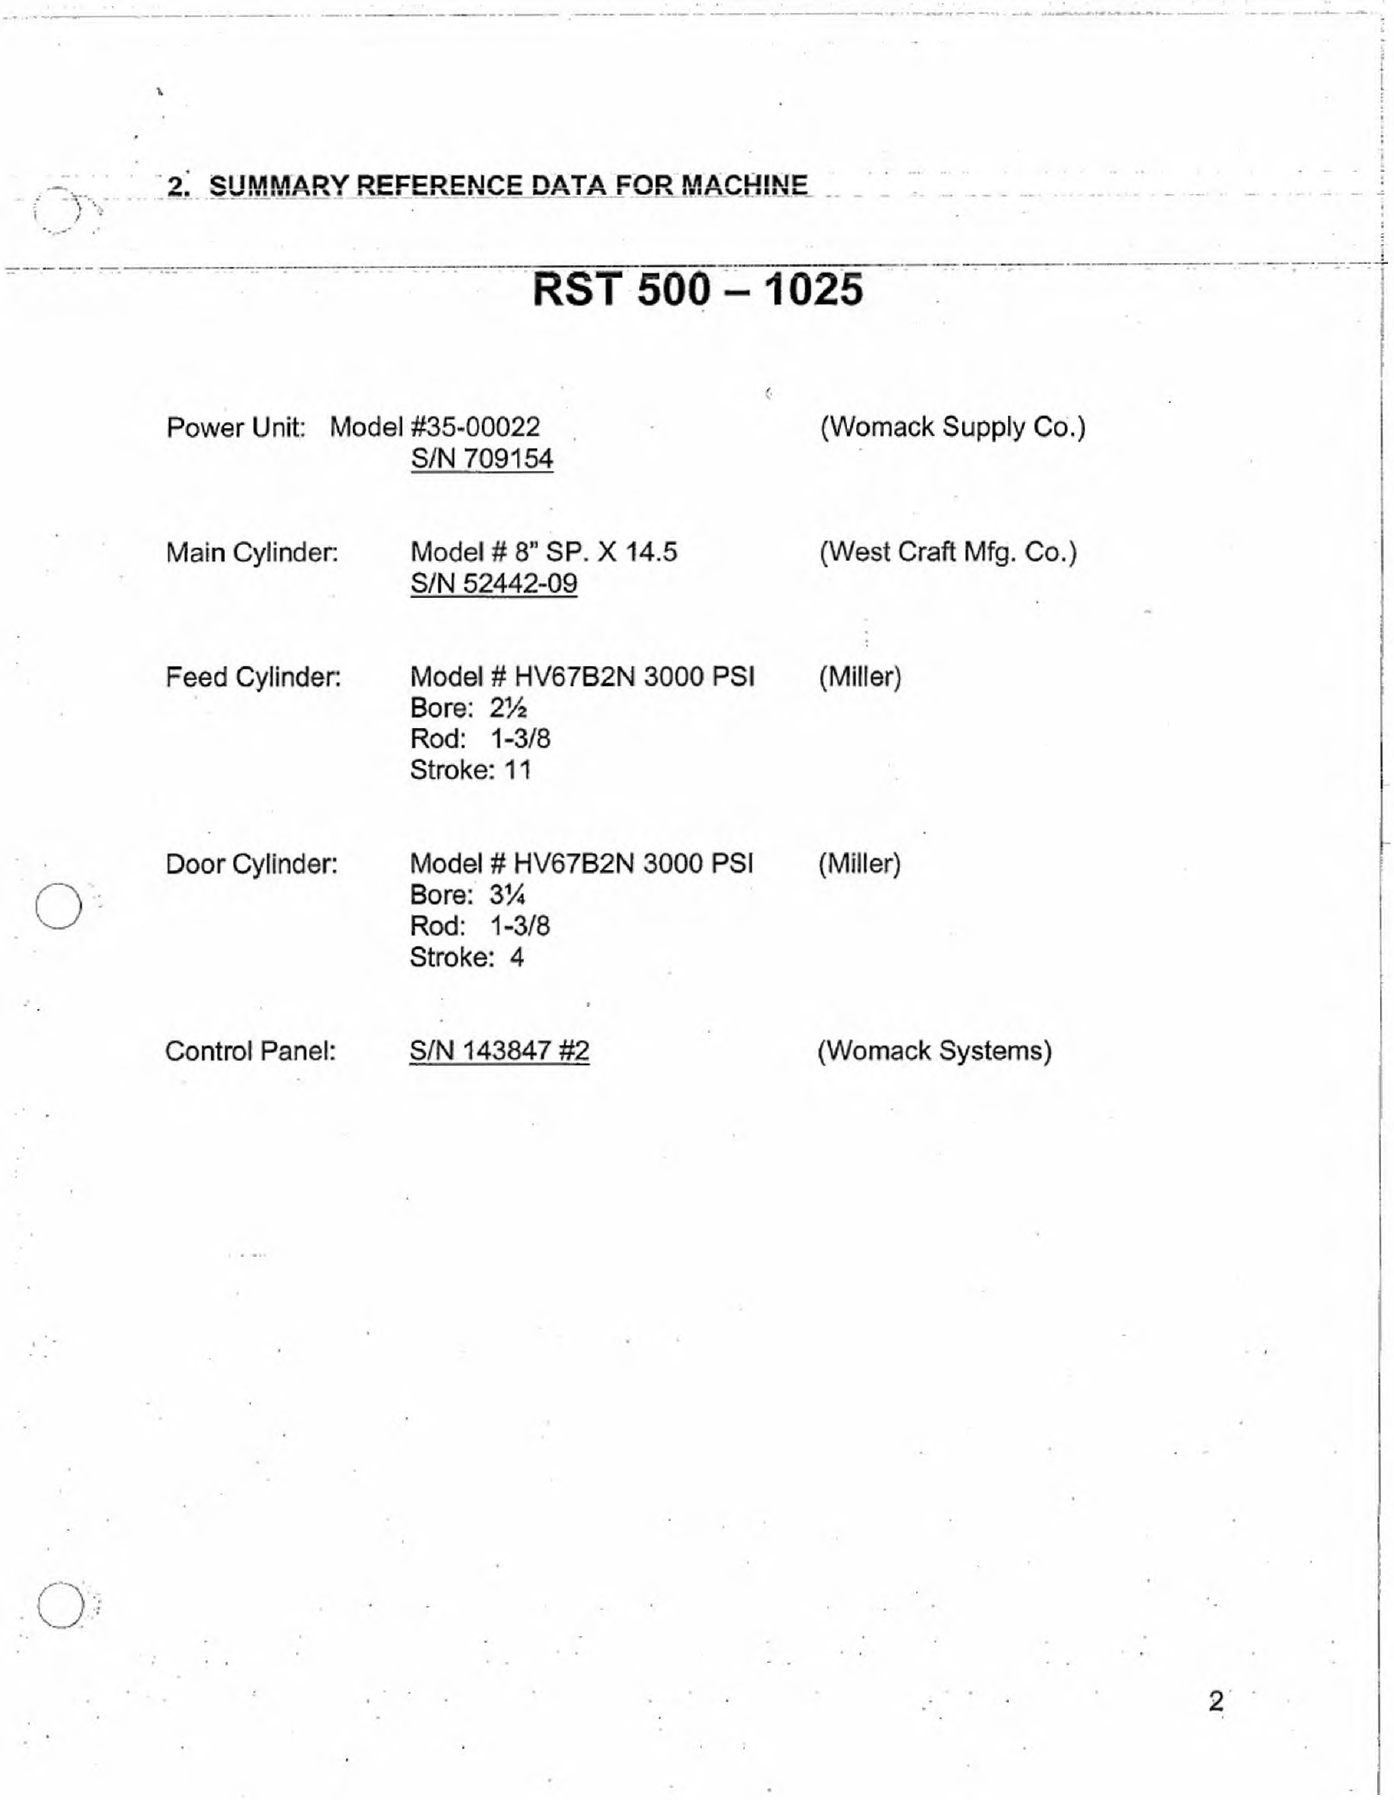 2. SUMMARY REFERENCE DATA FOR MACHINE
RST 500 – 1025
Power Unit: Model #35-00022 (Womack Supply Co.)
S/N 709154
Main Cylinder: Model # 8” SP. X 14.5 (West Craft Mfg. Co.)
S/N 52442-09
Feed Cylinder: Model # HV67B2N 3000 PSI (Miller)
Bore: 2½
Rod: 1-3/8
Stroke: 11
Door Cylinder: Model # HV67B2N 3000 PSI (Miller)
Bore: 3¼
Rod: 1-3/8
Stroke: 4
Control Panel: S/N 143847 #2 (Womack Systems)
2